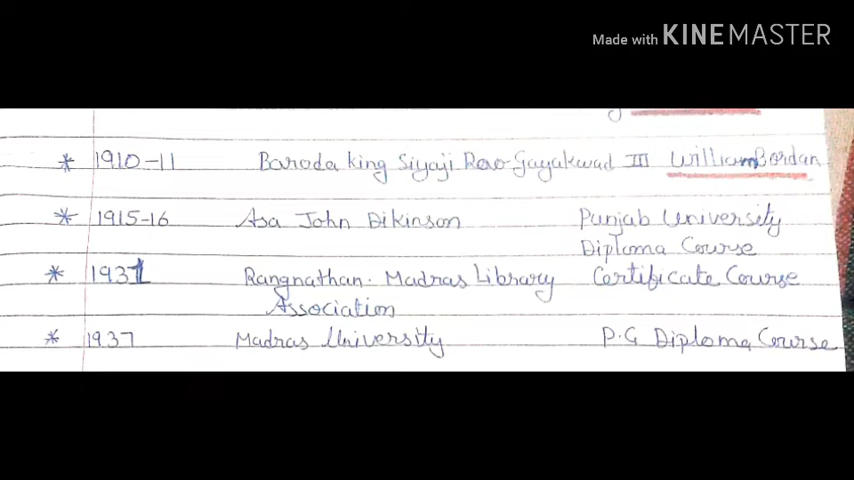 Made with KINEMASTER
* 1910-11 Baroda king Siyaji Rao Gayakwad III William Bordan
* 1915-16 Asa John Dikinson Punjab University
Diploma Course
* 1931 Rangnathan. Madras Library Certificate Course
Association
* 1937 Madras University P.G Diploma Course